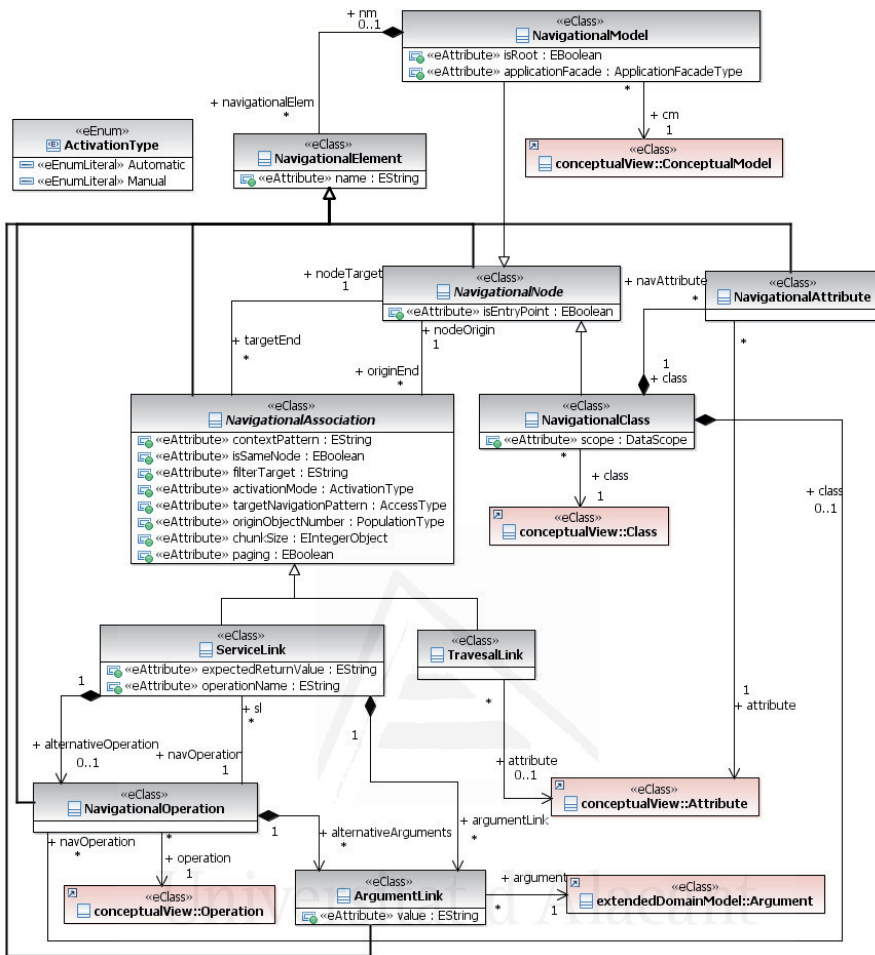 + nm
0..1
«eClass»
NavigationalModel
«eAttribute» isRoot : EBoolean
«eAttribute» applicationFacade : ApplicationFacadeType
+ navigationalElem
*
*
+ cm
1
«eEnum»
ActivationType
«eEnumLiteral» Automatic
«eEnumLiteral» Manual
«eClass»
NavigationalElement
«eAttribute» name : EString
«eClass»
conceptualView::ConceptualModel
+ nodeTarget
1
«eClass»
NavigationalNode
«eAttribute» isEntryPoint : EBoolean
+ navAttribute
*
«eClass»
NavigationalAttribute
+ targetEnd
*
+ nodeOrigin
1
+ originEnd
*
1
+ class
*
«eClass»
NavigationalAssociation
«eAttribute» contextPattern : EString
«eAttribute» isSameNode : EBoolean
«eAttribute» filterTarget : EString
«eAttribute» activationMode : ActivationType
«eAttribute» targetNavigationPattern : AccessType
«eAttribute» originObjectNumber : PopulationType
«eAttribute» chunkSize : EIntegerObject
«eAttribute» paging : EBoolean
«eClass»
NavigationalClass
«eAttribute» scope : DataScope
*
+ class
1
+ class
0..1
«eClass»
conceptualView::Class
«eClass»
ServiceLink
«eAttribute» expectedReturnValue : EString
«eAttribute» operationName : EString
«eClass»
TravesalLink
1
+ sl
*
1
*
1
+ attribute
+ alternativeOperation
0..1
+ navOperation
1
+ attribute
0..1
«eClass»
NavigationalOperation
«eClass»
conceptualView::Attribute
+ navOperation
*
*
+ operation
1
1
+ alternativeArguments
*
+ argumentLink
*
«eClass»
conceptualView::Operation
«eClass»
ArgumentLink
«eAttribute» value : EString
+ argument
*
1
«eClass»
extendedDomainModel::Argument
Universitat d'Alacant